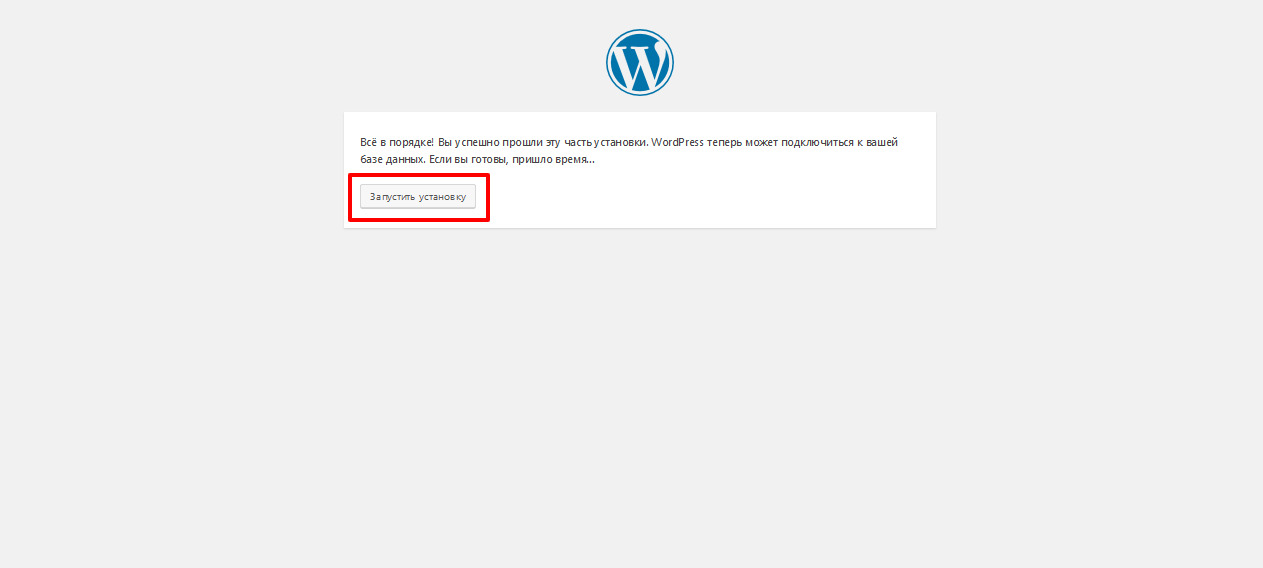 Всё в порядке! Вы успешно прошли эту часть установки. WordPress теперь может подключиться к вашей
базе данных. Если вы готовы, пришло время...
Запустить установку